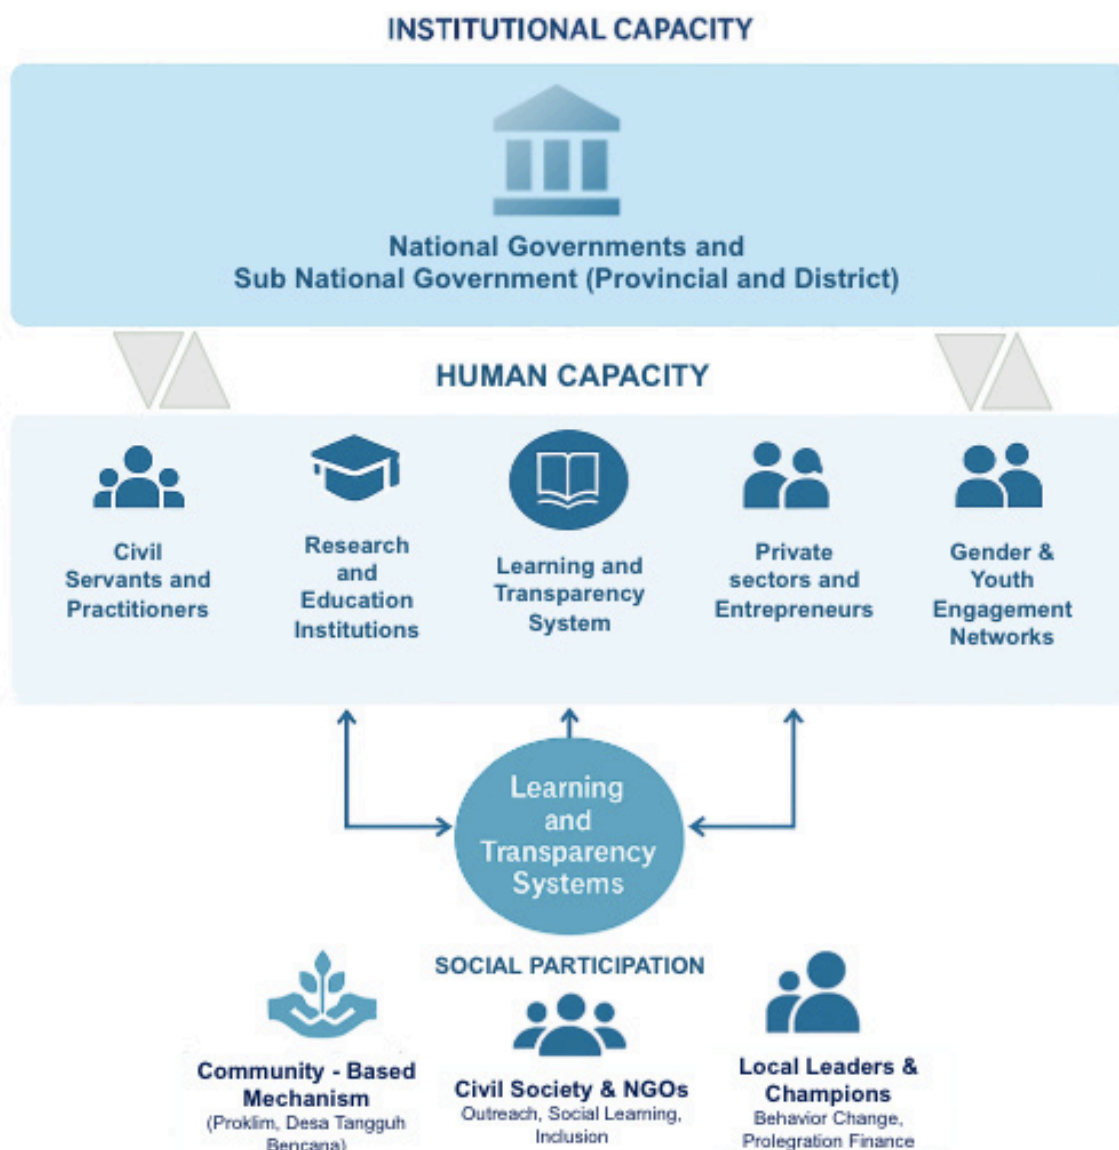 INSTITUTIONAL CAPACITY
National Governments and
Sub National Government (Provincial and District)
HUMAN CAPACITY
Civil
Servants and
Practitioners
Research
and
Education
Institutions
Learning and
Transparency
System
Private
sectors and
Entrepreneurs
Gender &
Youth
Engagement
Networks
Learning
and
Transparency
Systems
SOCIAL PARTICIPATION
Community - Based
Mechanism
(Proklim, Desa Tangguh
Bencana)
Civil Society & NGOs
Outreach, Social Learning,
Inclusion
Local Leaders &
Champions
Behavior Change,
Prolegration Finance